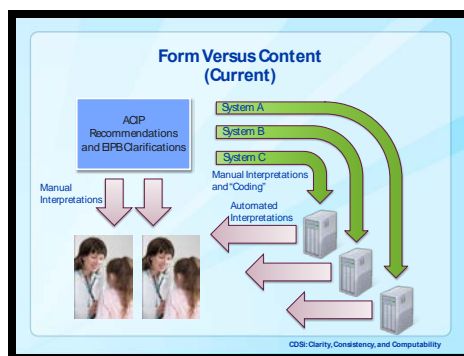 Form Versus Content
(Current)
ACIP
Recommendations
and EIPB Clarifications
System A
System B
System C
Manual Interpretations
and "Coding"
Manual
Interpretations
Automated
Interpretations
CDSi: Clarity, Consistency, and Computability